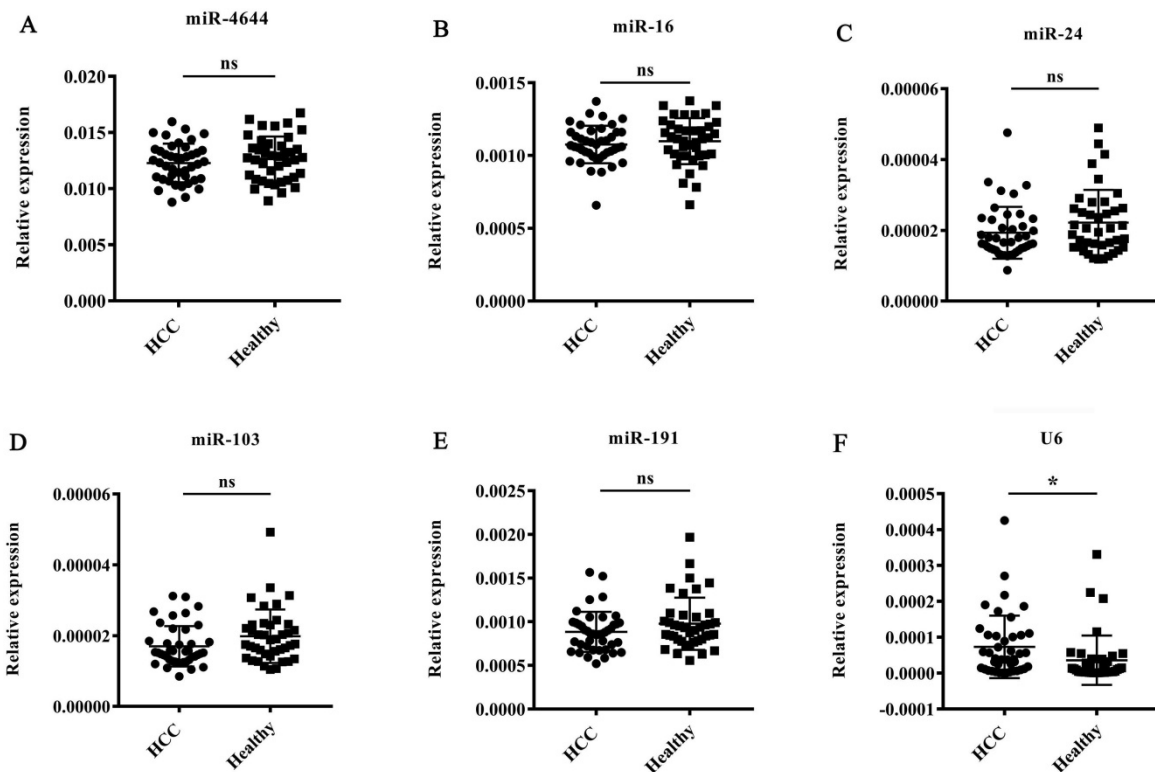 A
miR-4644
ns
Relative expression
0.020
0.015
0.010
0.005
0.000
HCC
Healthy
B
miR-16
ns
Relative expression
0.0015
0.0010
0.0005
0.0000
HCC
Healthy
C
miR-24
ns
Relative expression
0.00006
0.00004
0.00002
0.00000
HCC
Healthy
D
miR-103
ns
Relative expression
0.00006
0.00004
0.00002
0.00000
HCC
Healthy
E
miR-191
ns
Relative expression
0.0025
0.0020
0.0015
0.0010
0.0005
0.0000
HCC
Healthy
F
U6
*
Relative expression
0.0005
0.0004
0.0003
0.0002
0.0001
0.0000
-0.0001
HCC
Healthy